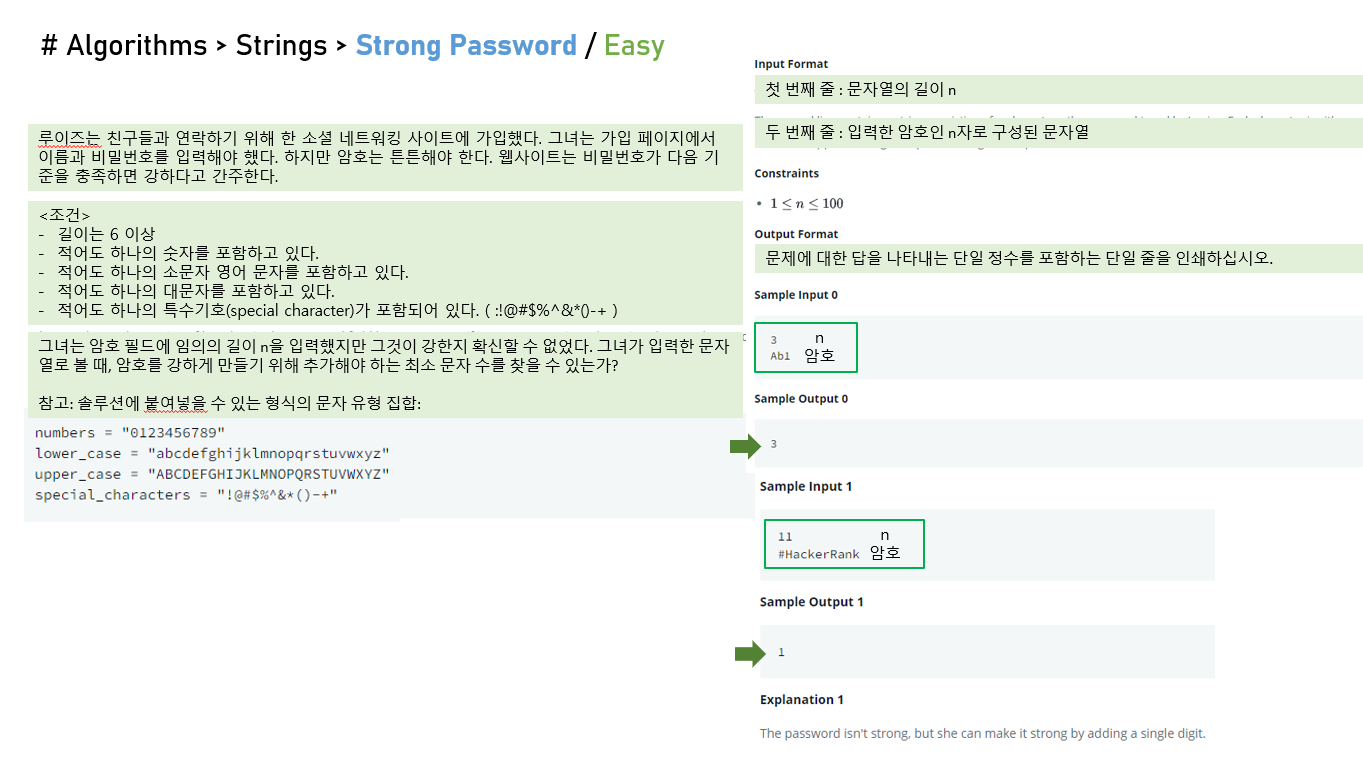 # Algorithms > Strings > Strong Password / Easy
루이즈는 친구들과 연락하기 위해 한 소셜 네트워킹 사이트에 가입했다. 그녀는 가입 페이지에서
이름과 비밀번호를 입력해야 했다. 하지만 암호는 튼튼해야 한다. 웹사이트는 비밀번호가 다음 기
준을 충족하면 강하다고 간주한다.
<조건>
- 길이는 6 이상
- 적어도 하나의 숫자를 포함하고 있다.
- 적어도 하나의 소문자 영어 문자를 포함하고 있다.
- 적어도 하나의 대문자를 포함하고 있다.
- 적어도 하나의 특수기호(special character)가 포함되어 있다. ( :!@#$%^&*()-+ )
그녀는 암호 필드에 임의의 길이 n을 입력했지만 그것이 강한지 확신할 수 없었다. 그녀가 입력한 문자
열로 볼 때, 암호를 강하게 만들기 위해 추가해야 하는 최소 문자 수를 찾을 수 있는가?
참고: 솔루션에 붙여넣을 수 있는 형식의 문자 유형 집합:
numbers = "0123456789"
lower_case = "abcdefghijklmnopqrstuvwxyz"
upper_case = "ABCDEFGHIJKLMNOPQRSTUVWXYZ"
special_characters = "!@#$%^&*()-+"
Input Format
첫 번째 줄 : 문자열의 길이 n
두 번째 줄 : 입력한 암호인 n자로 구성된 문자열
Constraints
• 1 ≤ n ≤ 100
Output Format
문제에 대한 답을 나타내는 단일 정수를 포함하는 단일 줄을 인쇄하십시오.
Sample Input 0
3 n
Ab1 암호
Sample Output 0
3
Sample Input 1
11 n
#HackerRank 암호
Sample Output 1
1
Explanation 1
The password isn't strong, but she can make it strong by adding a single digit.